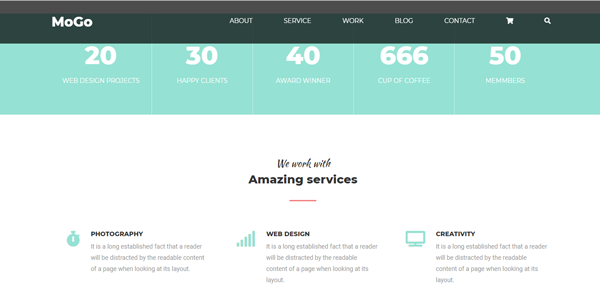 MoGo ABOUT SERVICE WORK BLOG CONTACT
20 30 40 666 50
WEB DESIGN PROJECTS HAPPY CLIENTS AWARD WINNER CUP OF COFFEE MEMMBERS
We work with
Amazing services
PHOTOGRAPHY
It is a long established fact that a reader
will be distracted by the readable content
of a page when looking at its layout.
WEB DESIGN
It is a long established fact that a reader
will be distracted by the readable
content of a page when looking at its
layout.
CREATIVITY
It is a long established fact that a reader
will be distracted by the readable
content of a page when looking at its
layout.